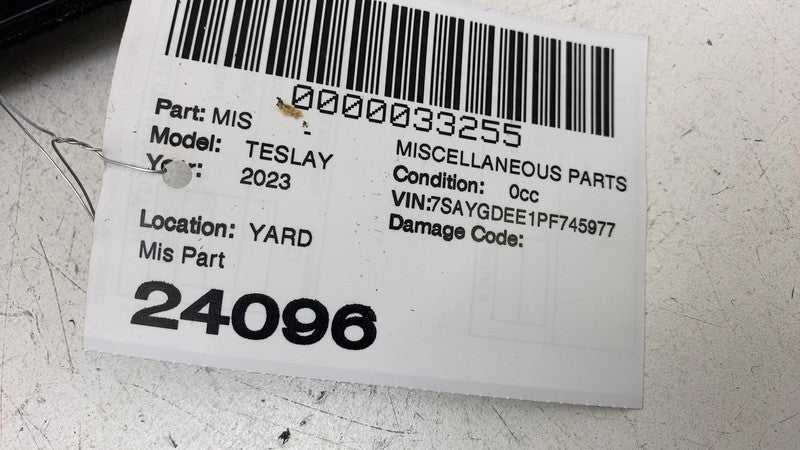 0000033255
Part: MIS -
MISCELLANEOUS PARTS
Model: TESLAY
Condition: 0cc
Year: 2023
VIN:7SAYGDEE1PF745977
Damage Code:
Location: YARD
Mis Part
24096